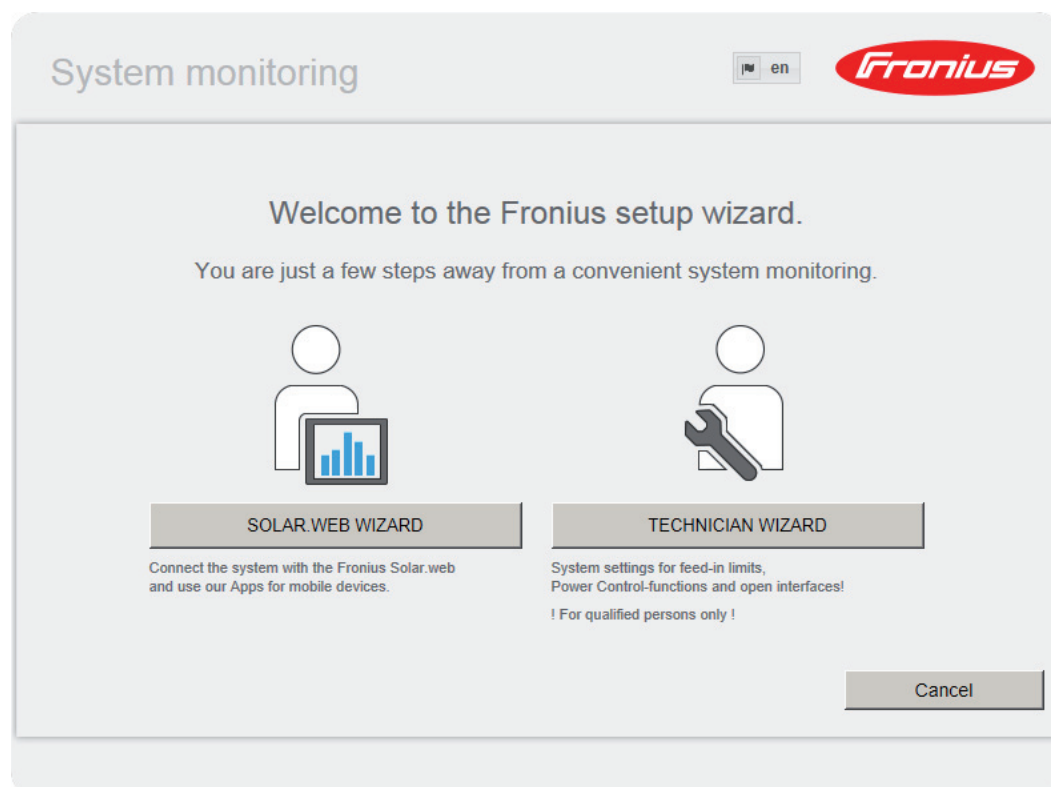 System monitoring
en
Fronius
Welcome to the Fronius setup wizard.
You are just a few steps away from a convenient system monitoring.
SOLAR.WEB WIZARD
Connect the system with the Fronius Solar.web
and use our Apps for mobile devices.
TECHNICIAN WIZARD
System settings for feed-in limits,
Power Control-functions and open interfaces!
! For qualified persons only !
Cancel